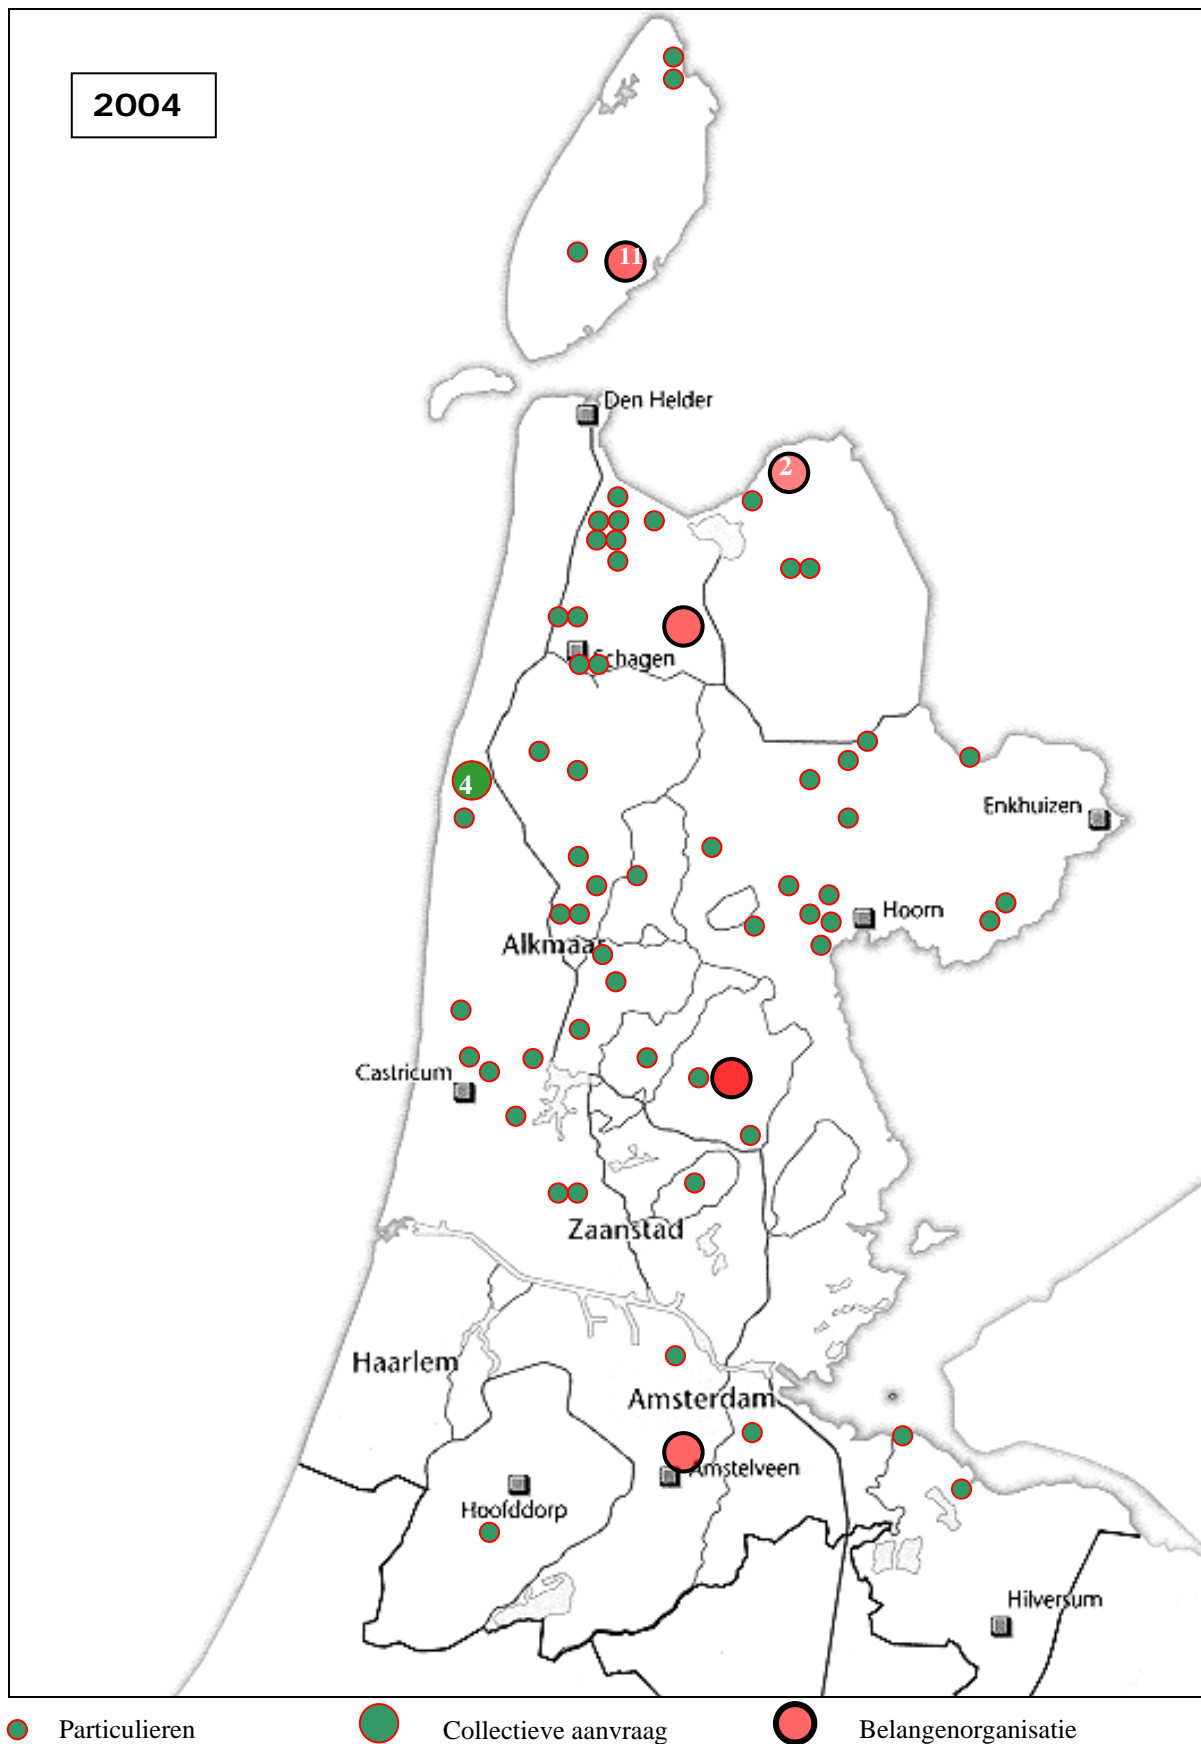 2004
11
Den Helder
2
Schagen
4
Enkhuizen
Hoorn
Alkmaar
Castricum
Zaanstad
Haarlem
Amsterdam
Amstelveen
Hoofddorp
Hilversum
Particulieren
Collectieve aanvraag
Belangenorganisatie